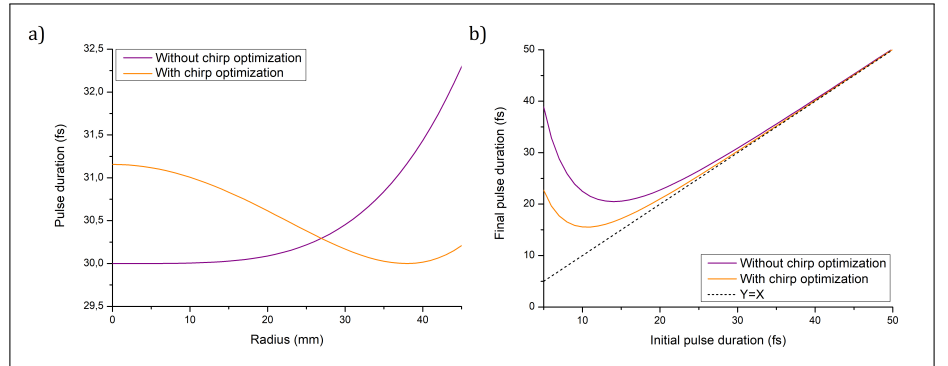 a)
32,5
32,0
31,5
31,0
30,5
30,0
29,5
Pulse duration (fs)
Without chirp optimization
With chirp optimization
0
10
20
30
40
Radius (mm)
b)
50
40
30
20
10
0
Final pulse duration (fs)
Without chirp optimization
With chirp optimization
Y=X
10
20
30
40
50
Initial pulse duration (fs)